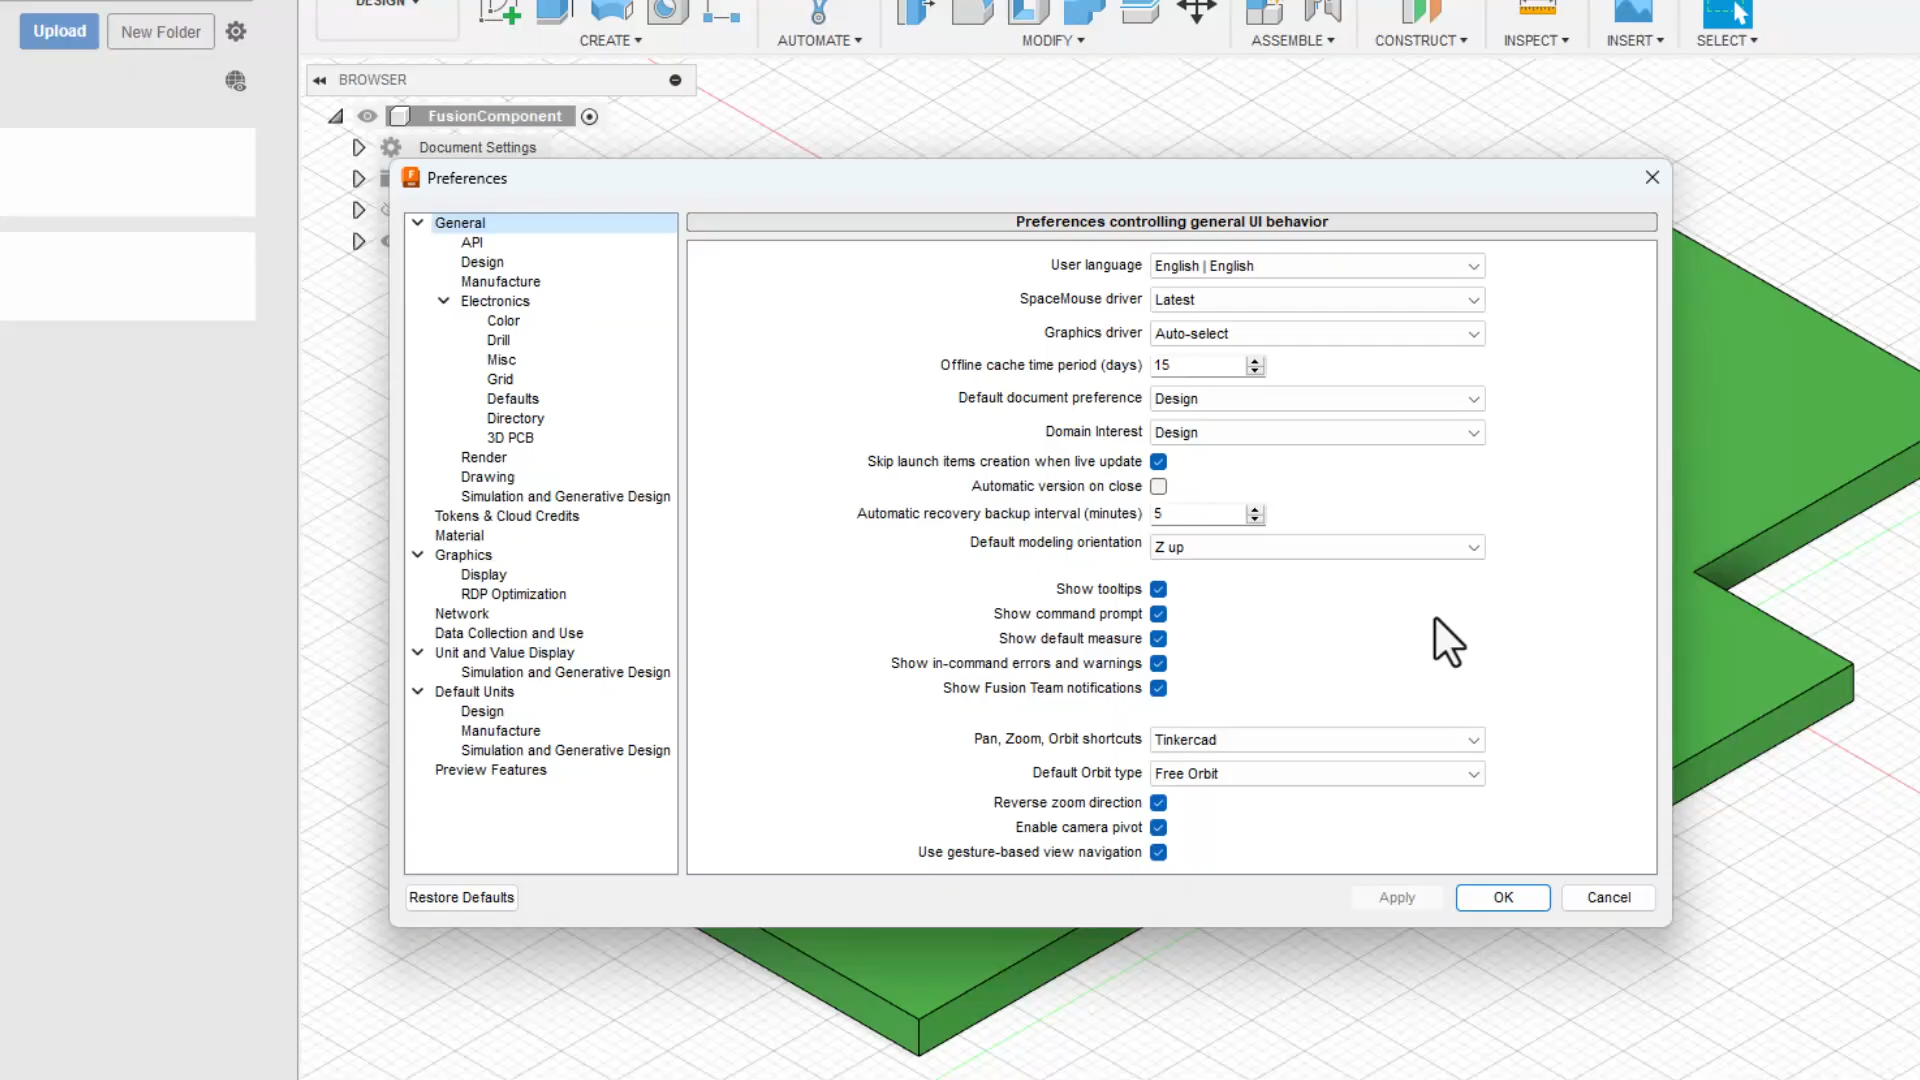 DESIGN
Upload
New Folder
CREATE
AUTOMATE
MODIFY
ASSEMBLE
CONSTRUCT
INSPECT
INSERT
SELECT
BROWSER
FusionComponent
Document Settings
Preferences
General
API
Design
Manufacture
Electronics
Color
Drill
Misc
Grid
Defaults
Directory
3D PCB
Render
Drawing
Simulation and Generative Design
Tokens & Cloud Credits
Material
Graphics
Display
RDP Optimization
Network
Data Collection and Use
Unit and Value Display
Simulation and Generative Design
Default Units
Design
Manufacture
Simulation and Generative Design
Preview Features
Preferences controlling general UI behavior
User language English | English
SpaceMouse driver Latest
Graphics driver Auto-select
Offline cache time period (days) 15
Default document preference Design
Domain Interest Design
Skip launch items creation when live update
Automatic version on close
Automatic recovery backup interval (minutes) 5
Default modeling orientation Z up
Show tooltips
Show command prompt
Show default measure
Show in-command errors and warnings
Show Fusion Team notifications
Pan, Zoom, Orbit shortcuts Tinkercad
Default Orbit type Free Orbit
Reverse zoom direction
Enable camera pivot
Use gesture-based view navigation
Restore Defaults
Apply
OK
Cancel